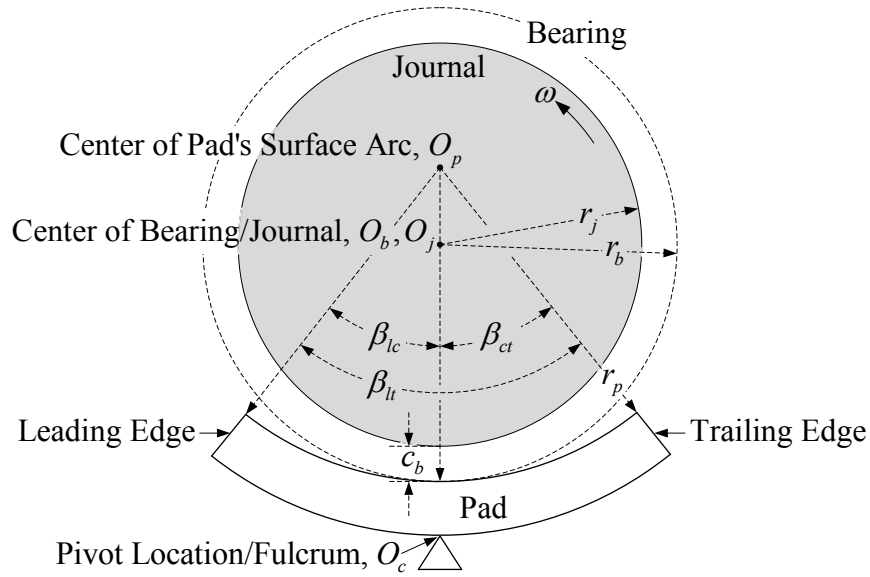 Bearing
Journal
ω
Center of Pad's Surface Arc, O_p
Center of Bearing/Journal, O_b, O_j
r_j
r_b
β_lc
β_ct
β_lt
r_p
Leading Edge
Trailing Edge
c_b
Pad
Pivot Location/Fulcrum, O_c